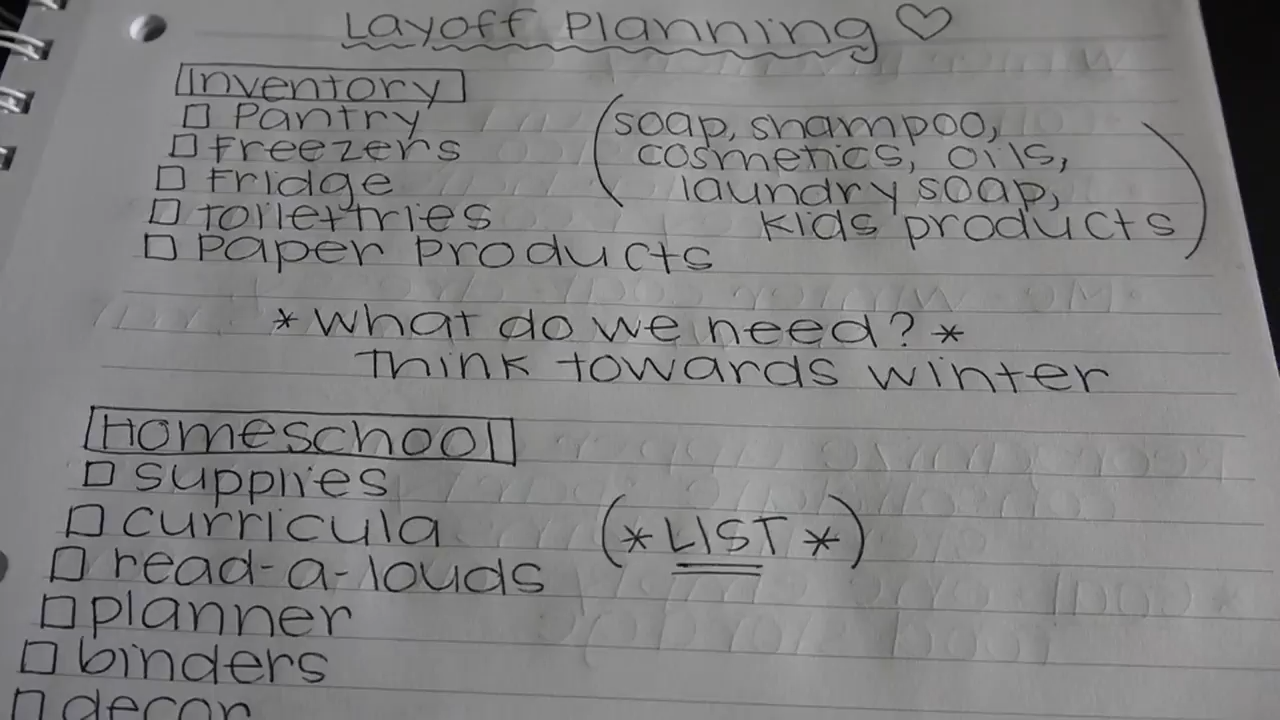 Layoff Planning ♡
Inventory
☐ Pantry
☐ Freezers
☐ Fridge
☐ toiletries
☐ Paper Products
(soap, shampoo,
cosmetics, oils,
laundry soap,
kids products)
*What do we need?*
Think towards winter
Homeschool
☐ supplies
☐ curricula
☐ read-a-louds
☐ planner
☐ binders
☐ decor
(*LIST*)